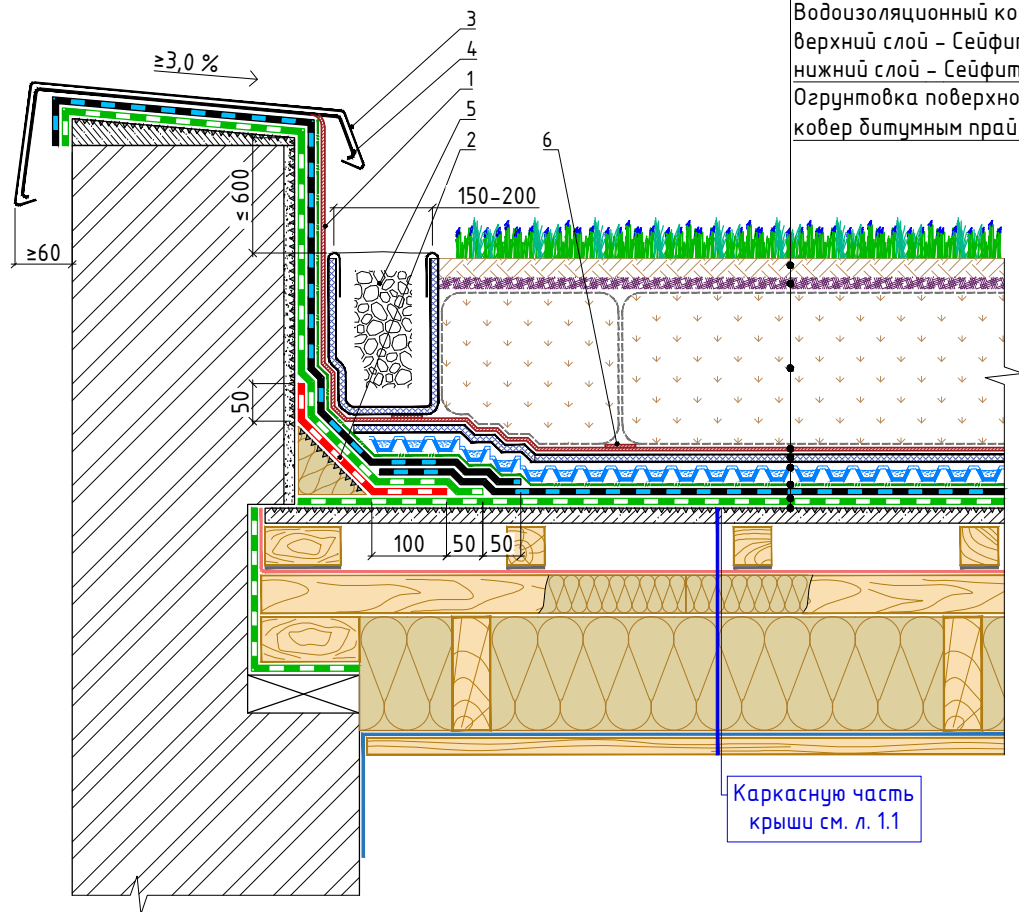 Водоизоляционный ко
верхний слой – Сейфит
нижний слой – Сейфит
Огрунтовка поверхно
ковер битумным прай
3
4
1
5
2
6
≥3,0 %
≤ 600
150-200
≥60
50
100
50
50
Каркасную часть
крыши см. л. 1.1